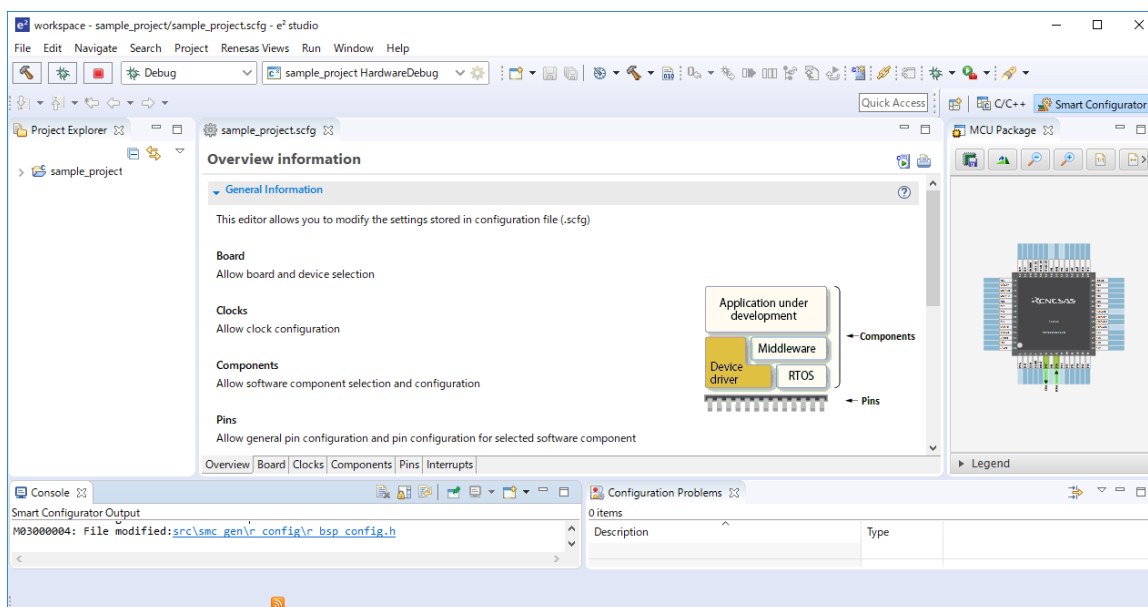 workspace - sample_project/sample_project.scfg - e² studio
File Edit Navigate Search Project Renesas Views Run Window Help
Debug
sample_project HardwareDebug
Quick Access
C/C++
Smart Configurator
Project Explorer
sample_project
sample_project.scfg
Overview information
General Information
This editor allows you to modify the settings stored in configuration file (.scfg)
Board
Allow board and device selection
Clocks
Allow clock configuration
Components
Allow software component selection and configuration
Pins
Allow general pin configuration and pin configuration for selected software component
Application under
development
Middleware
Device
driver
RTOS
Components
Pins
Overview Board Clocks Components Pins Interrupts
MCU Package
RENESAS
Legend
Console
Smart Configurator Output
M03000004: File modified:src\smc_gen\r_config\r_bsp_config.h
Configuration Problems
0 items
Description Type